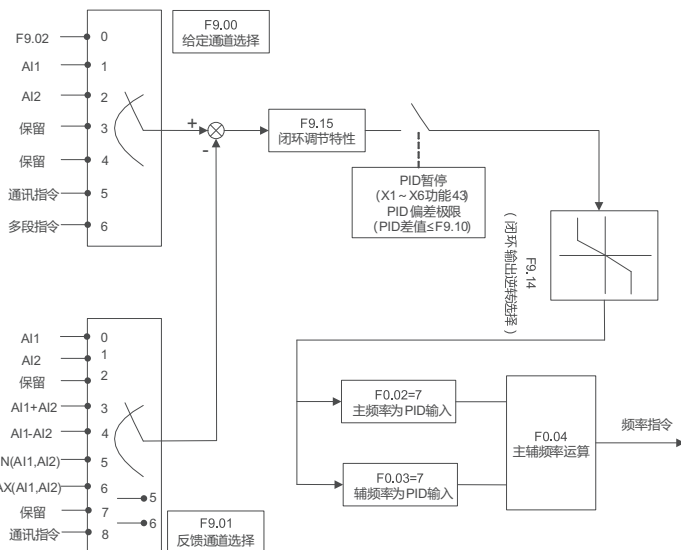 F9.00
给定通道选择
F9.02
0
AI1
1
AI2
2
保留
3
保留
4
通讯指令
5
多段指令
6
+
-
F9.15
闭环调节特性
PID暂停
(X1~X6功能43)
PID 偏差极限
(PID差值≤F9.10)
F9.14
(闭环输出逆转选择)
AI1
0
AI2
1
保留
2
AI1+AI2
3
AI1-AI2
4
N(AI1,AI2)
5
AX(AI1,AI2)
6
保留
7
通讯指令
8
5
6
F9.01
反馈通道选择
F0.02=7
主频率为PID输入
F0.03=7
辅频率为PID输入
F0.04
主辅频率运算
频率指令